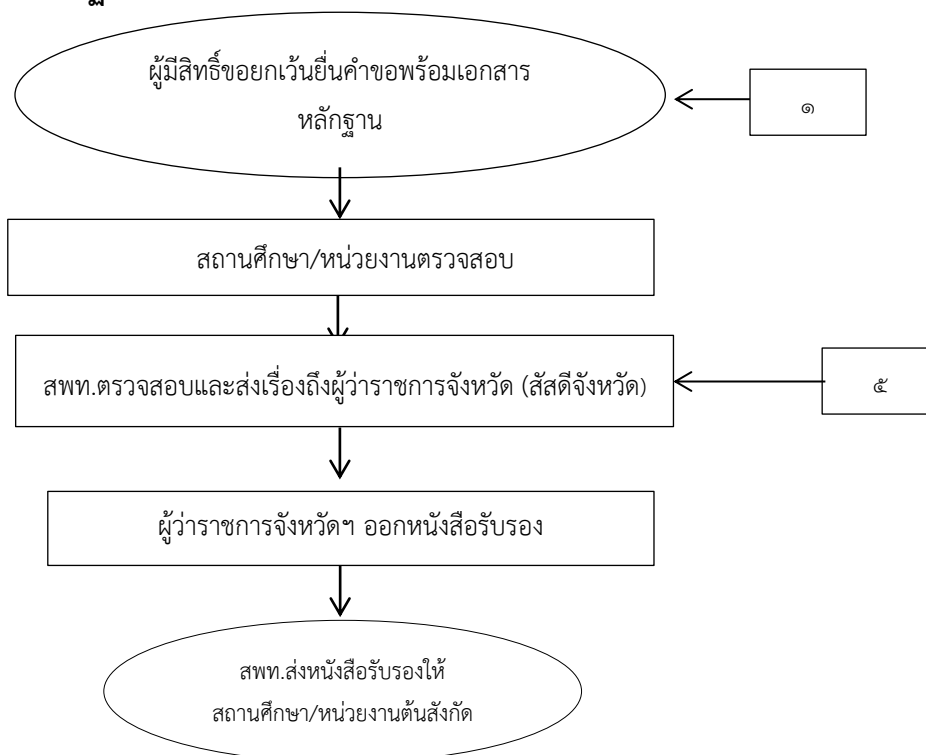 ผู้มีสิทธิ์ขอยกเว้นยื่นคำขอพร้อมเอกสาร
หลักฐาน
๑
สถานศึกษา/หน่วยงานตรวจสอบ
สพท.ตรวจสอบและส่งเรื่องถึงผู้ว่าราชการจังหวัด (สัสดีจังหวัด)
๕
ผู้ว่าราชการจังหวัดฯ ออกหนังสือรับรอง
สพท.ส่งหนังสือรับรองให้
สถานศึกษา/หน่วยงานต้นสังกัด